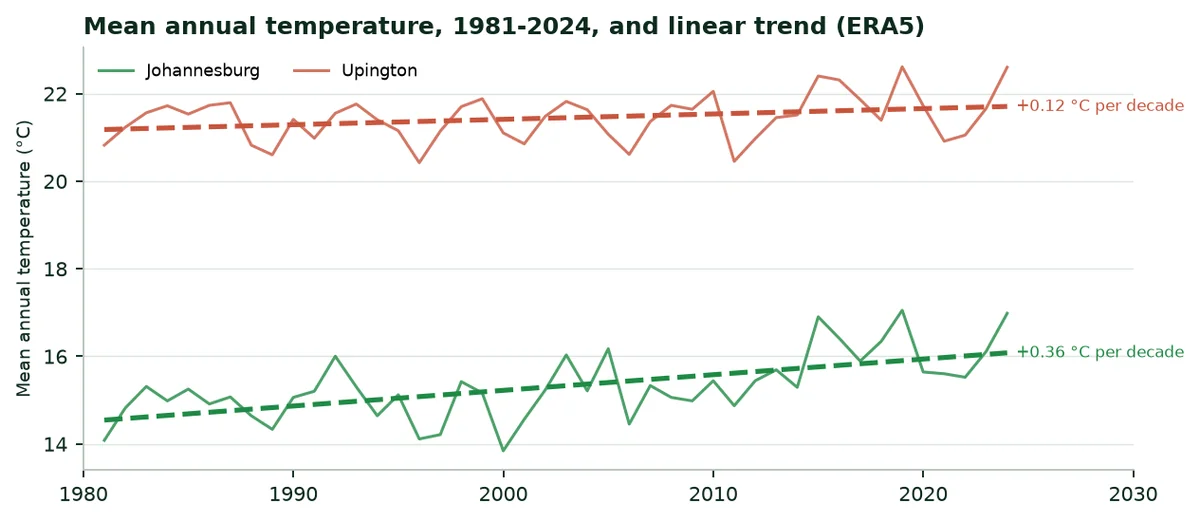 Mean annual temperature, 1981-2024, and linear trend (ERA5)
Johannesburg
Upington
Mean annual temperature (°C)
22
20
18
16
14
+0.12 °C per decade
+0.36 °C per decade
1980
1990
2000
2010
2020
2030